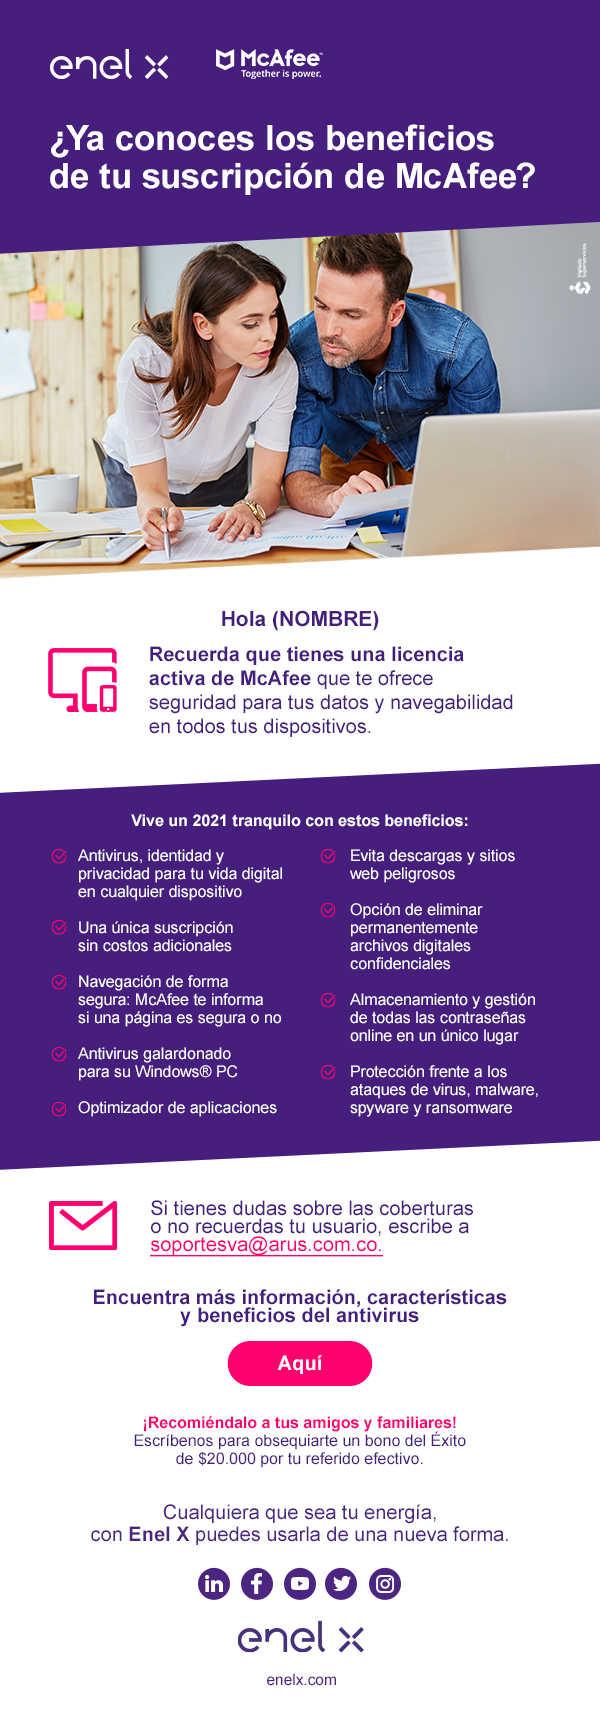 enel x
McAfee™
Together is power.
¿Ya conoces los beneficios
de tu suscripción de McAfee?
Vigilado
Superservicios
Hola (NOMBRE)
Recuerda que tienes una licencia
activa de McAfee que te ofrece
seguridad para tus datos y navegabilidad
en todos tus dispositivos.
Vive un 2021 tranquilo con estos beneficios:
Antivirus, identidad y
privacidad para tu vida digital
en cualquier dispositivo
Una única suscripción
sin costos adicionales
Navegación de forma
segura: McAfee te informa
si una página es segura o no
Antivirus galardonado
para su Windows® PC
Optimizador de aplicaciones
Evita descargas y sitios
web peligrosos
Opción de eliminar
permanentemente
archivos digitales
confidenciales
Almacenamiento y gestión
de todas las contraseñas
online en un único lugar
Protección frente a los
ataques de virus, malware,
spyware y ransomware
Si tienes dudas sobre las coberturas
o no recuerdas tu usuario, escribe a
soportesva@arus.com.co.
Encuentra más información, características
y beneficios del antivirus
Aquí
¡Recomiéndalo a tus amigos y familiares!
Escríbenos para obsequiarte un bono del Éxito
de $20.000 por tu referido efectivo.
Cualquiera que sea tu energía,
con Enel X puedes usarla de una nueva forma.
enel x
enelx.com